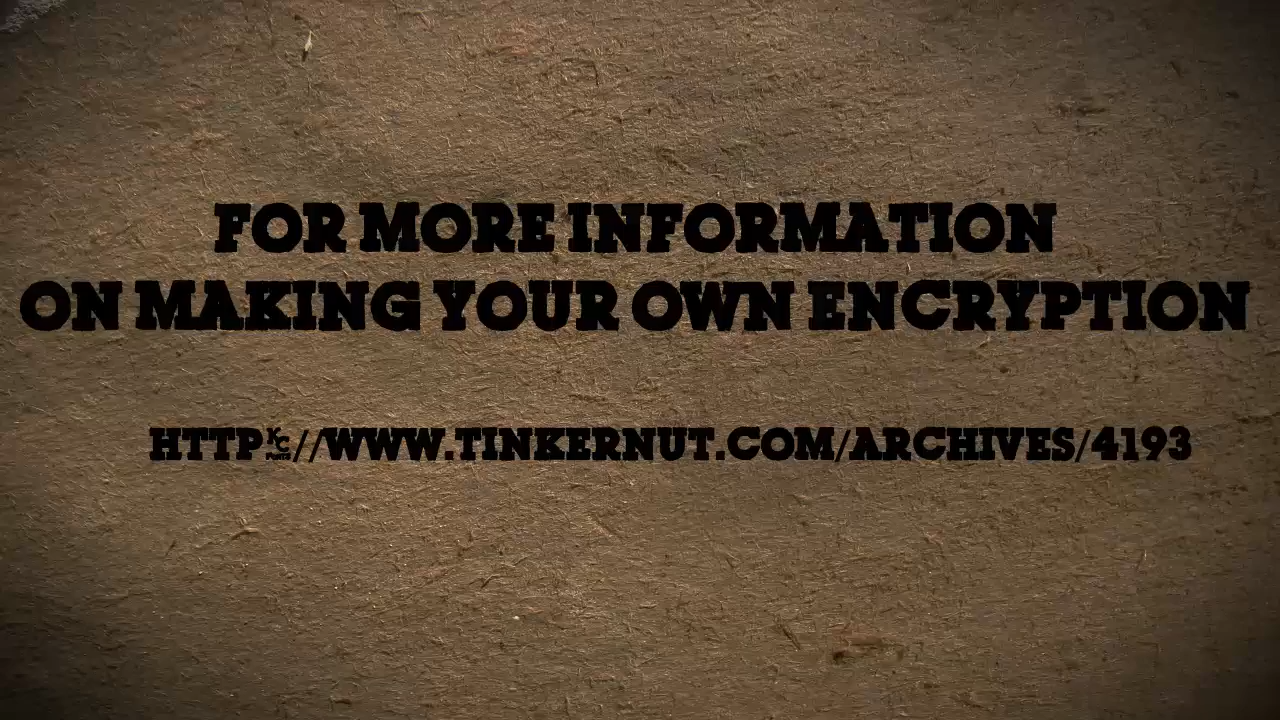 FOR MORE INFORMATION
ON MAKING YOUR OWN ENCRYPTION
HTTP://WWW.TINKERNUT.COM/ARCHIVES/4193